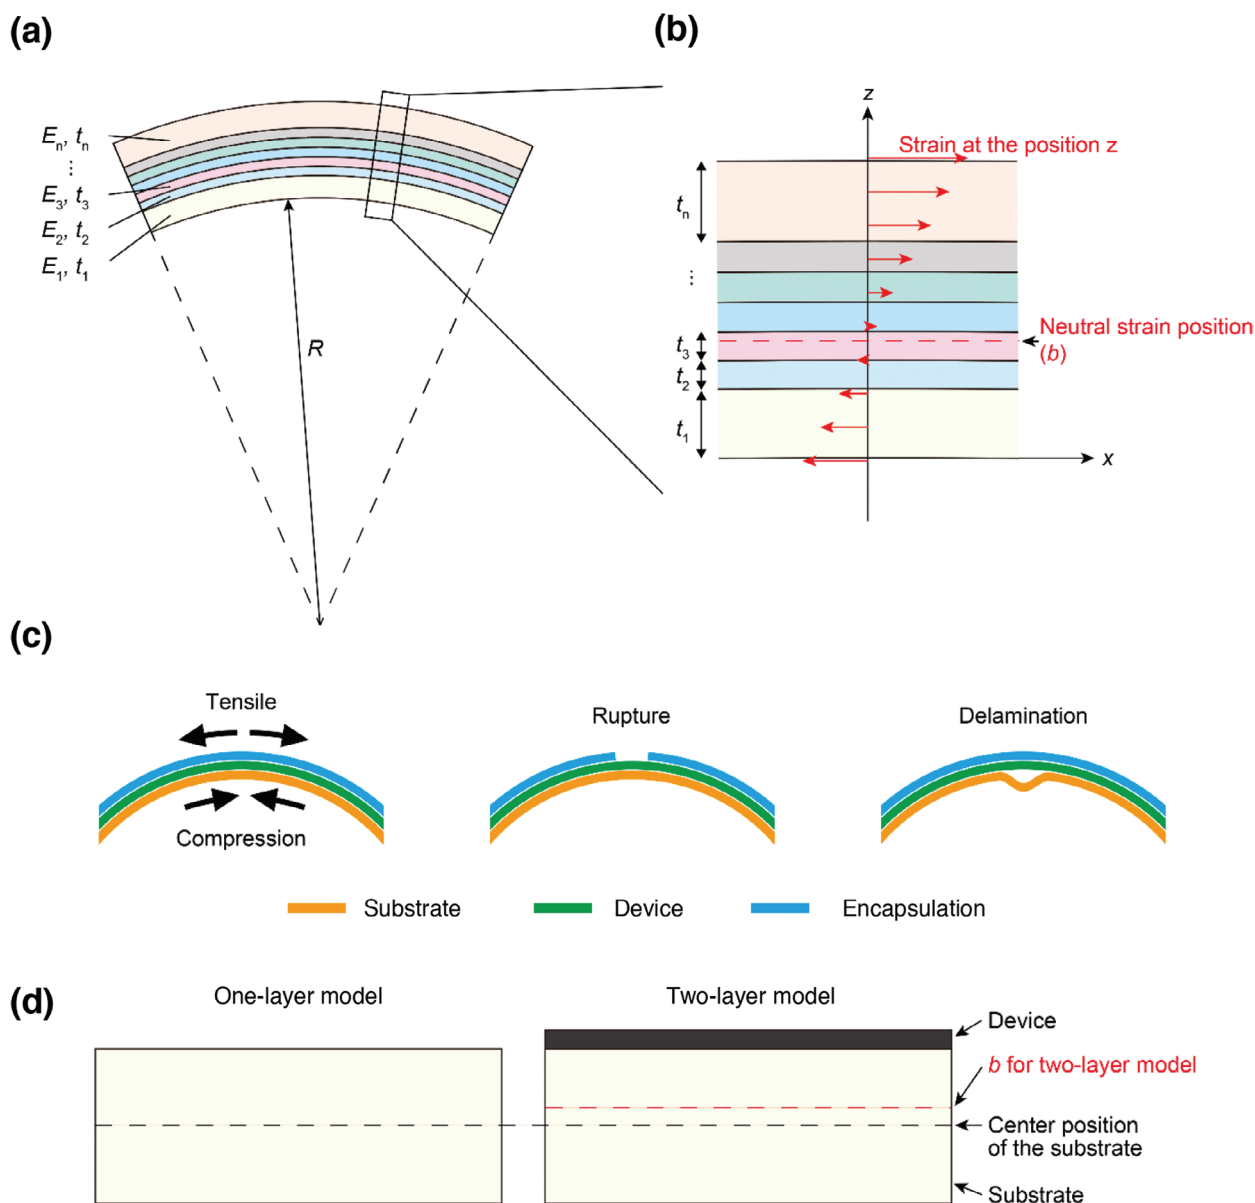 (a)
Eₙ, tₙ
⋮
E₃, t₃
E₂, t₂
E₁, t₁
R
(b)
z
Strain at the position z
tₙ
⋮
t₃
t₂
t₁
Neutral strain position
(b)
x
(c)
Tensile
Compression
Rupture
Delamination
Substrate
Device
Encapsulation
(d)
One-layer model
Two-layer model
Device
b for two-layer model
Center position
of the substrate
Substrate